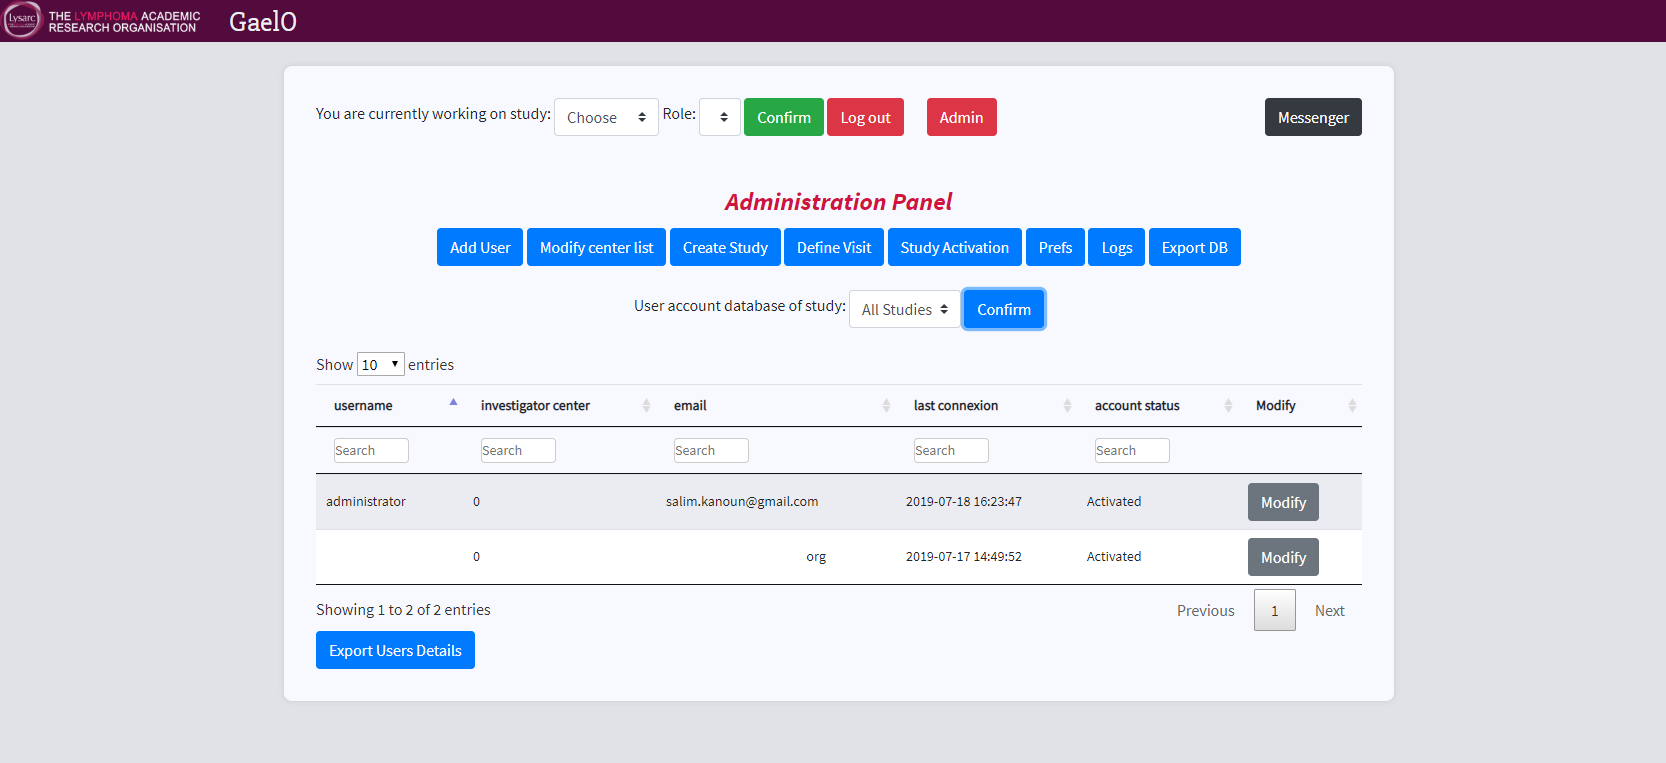 Lysarc THE LYMPHOMA ACADEMIC
RESEARCH ORGANISATION
GaelO
You are currently working on study: Choose Role: Confirm Log out Admin Messenger
Administration Panel
Add User Modify center list Create Study Define Visit Study Activation Prefs Logs Export DB
User account database of study: All Studies Confirm
Show 10 entries
username investigator center email last connexion account status Modify
Search Search Search Search Search
administrator 0 salim.kanoun@gmail.com 2019-07-18 16:23:47 Activated Modify
0 org 2019-07-17 14:49:52 Activated Modify
Showing 1 to 2 of 2 entries Previous 1 Next
Export Users Details